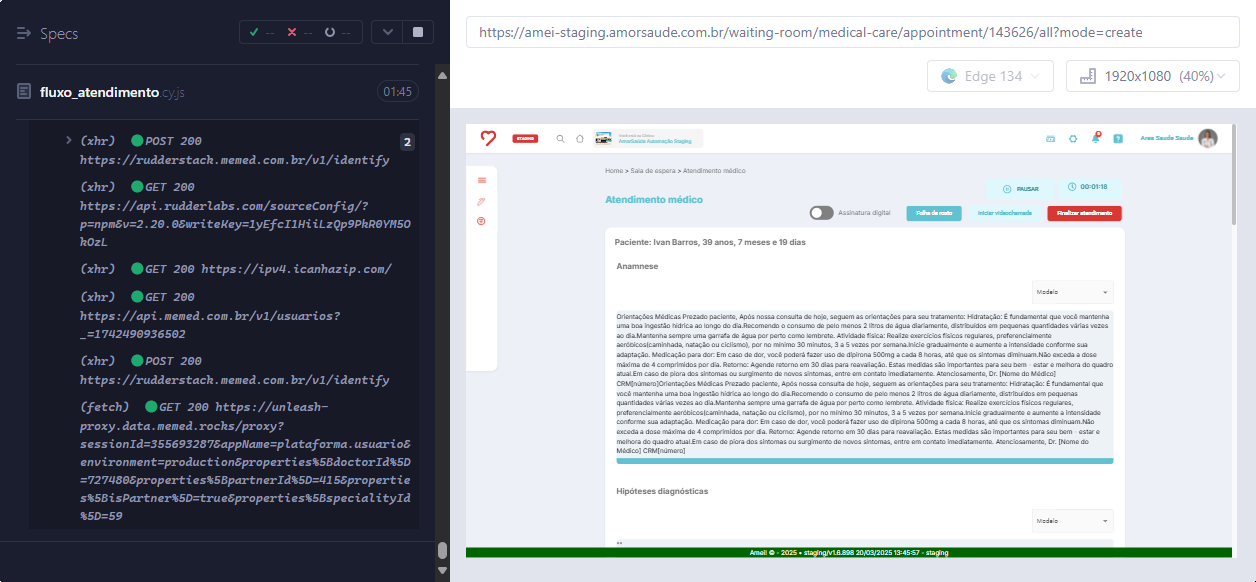 Specs
--
--
--
fluxo_atendimento.cy.js
01:45
(xhr) POST 200
https://rudderstack.memed.com.br/v1/identify
2
(xhr) GET 200
https://api.rudderlabs.com/sourceConfig/?
p=npm&v=2.20.0&writeKey=1yEfcI1HiiLzQp9PkR0YM5O
kOzL
(xhr) GET 200 https://ipv4.icanhazip.com/
(xhr) GET 200
https://api.memed.com.br/v1/usuarios?
_=1742490936502
(xhr) POST 200
https://rudderstack.memed.com.br/v1/identify
(fetch) GET 200 https://unleash-
proxy.data.memed.rocks/proxy?
sessionId=355693287&appName=plataforma.usuario&
environment=production&properties%5BdoctorId%5D
=727480&properties%5BpartnerId%5D=415&propertie
s%5BisPartner%5D=true&properties%5BspecialityId
%5D=59
https://amei-staging.amorsaude.com.br/waiting-room/medical-care/appointment/143626/all?mode=create
Edge 134
1920x1080 (40%)
STAGING
AmorSaúde Automação Staging
Amei Saude Saude
Home > Sala de espera > Atendimento médico
Atendimento médico
PAUSAR
00:01:18
Assinatura digital
Folha de rosto
Iniciar videochamada
Finalizar atendimento
Paciente: Ivan Barros, 39 anos, 7 meses e 19 dias
Anamnese
Modelo
Orientações Médicas Prezado paciente, Após nossa consulta de hoje, seguem as orientações para seu tratamento: Hidratação: É fundamental que você mantenha
uma boa ingestão hídrica ao longo do dia.Recomendo o consumo de pelo menos 2 litros de água diariamente, distribuídos em pequenas quantidades várias vezes
ao dia.Mantenha sempre uma garrafa de água por perto como lembrete. Atividade física: Realize exercícios físicos regulares, preferencialmente
aeróbicos(caminhada, natação ou ciclismo), por no mínimo 30 minutos, 3 a 5 vezes por semana.Inicie gradualmente e aumente a intensidade conforme sua
adaptação. Medicação para dor: Em caso de dor, você poderá fazer uso de dipirona 500mg a cada 8 horas, até que os sintomas diminuam.Não exceda a dose
máxima de 4 comprimidos por dia. Retorno: Agende retorno em 30 dias para reavaliação. Estas medidas são importantes para seu bem - estar e melhora do quadro
atual.Em caso de piora dos sintomas ou surgimento de novos sintomas, entre em contato imediatamente. Atenciosamente, Dr. [Nome do Médico]
CRM[número]Orientações Médicas Prezado paciente, Após nossa consulta de hoje, seguem as orientações para seu tratamento: Hidratação: É fundamental que
você mantenha uma boa ingestão hídrica ao longo do dia.Recomendo o consumo de pelo menos 2 litros de água diariamente, distribuídos em pequenas
quantidades várias vezes ao dia.Mantenha sempre uma garrafa de água por perto como lembrete. Atividade física: Realize exercícios físicos regulares,
preferencialmente aeróbicos(caminhada, natação ou ciclismo), por no mínimo 30 minutos, 3 a 5 vezes por semana.Inicie gradualmente e aumente a intensidade
conforme sua adaptação. Medicação para dor: Em caso de dor, você poderá fazer uso de dipirona 500mg a cada 8 horas, até que os sintomas diminuam.Não
exceda a dose máxima de 4 comprimidos por dia. Retorno: Agende retorno em 30 dias para reavaliação. Estas medidas são importantes para seu bem - estar e
melhora do quadro atual.Em caso de piora dos sintomas ou surgimento de novos sintomas, entre em contato imediatamente. Atenciosamente, Dr. [Nome do
Médico] CRM[número]
Hipóteses diagnósticas
Modelo
Amei! © - 2025 • staging/v1.6.898 20/03/2025 13:45:57 - staging